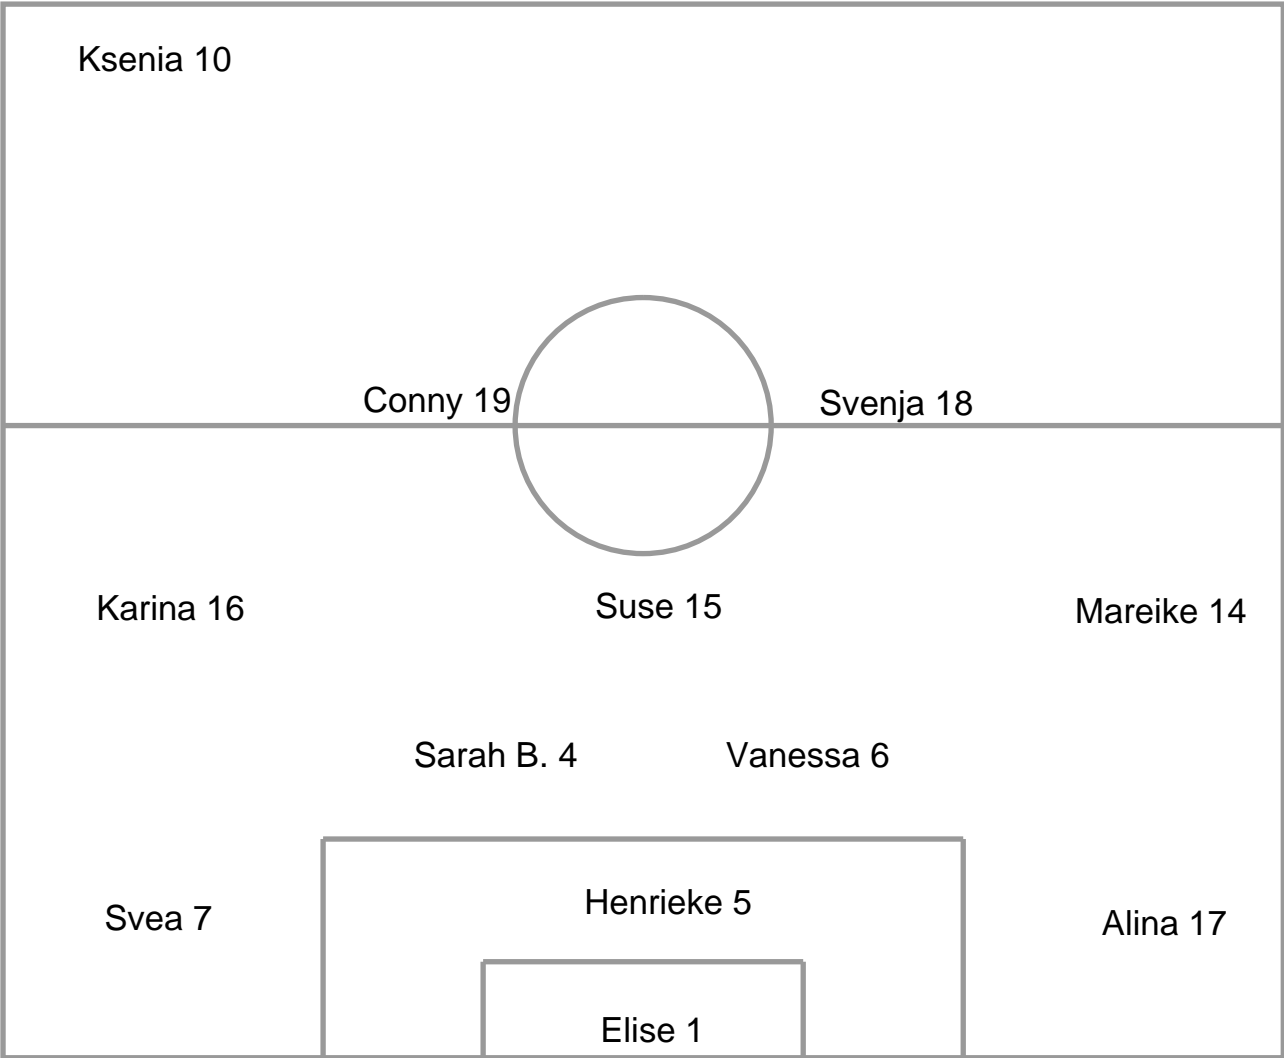 Ksenia 10
Conny 19
Svenja 18
Karina 16
Suse 15
Mareike 14
Sarah B. 4
Vanessa 6
Henrieke 5
Svea 7
Alina 17
Elise 1